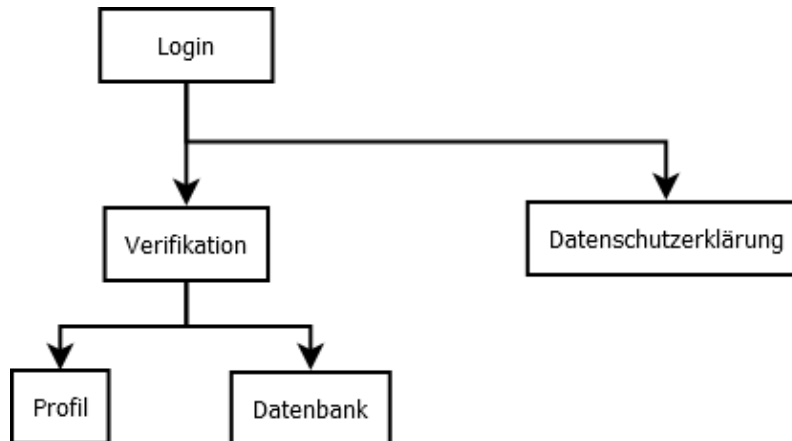 Login
Verifikation
Datenschutzerklärung
Profil
Datenbank